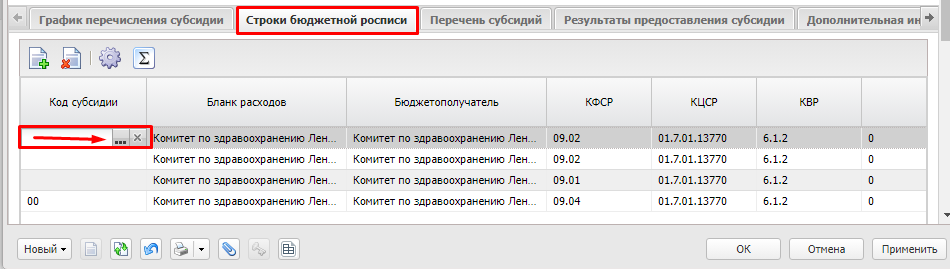 График перечисления субсидии Строки бюджетной росписи Перечень субсидий Результаты предоставления субсидии Дополнительная ин
Σ
Код субсидии Бланк расходов Бюджетополучатель КФСР КЦСР КВР
... × Комитет по здравоохранению Лен... Комитет по здравоохранению Лен... 09.02 01.7.01.13770 6.1.2 0
Комитет по здравоохранению Лен... Комитет по здравоохранению Лен... 09.02 01.7.01.13770 6.1.2 0
Комитет по здравоохранению Лен... Комитет по здравоохранению Лен... 09.01 01.7.01.13770 6.1.2 0
00 Комитет по здравоохранению Лен... Комитет по здравоохранению Лен... 09.04 01.7.01.13770 6.1.2 0
Новый ОК Отмена Применить